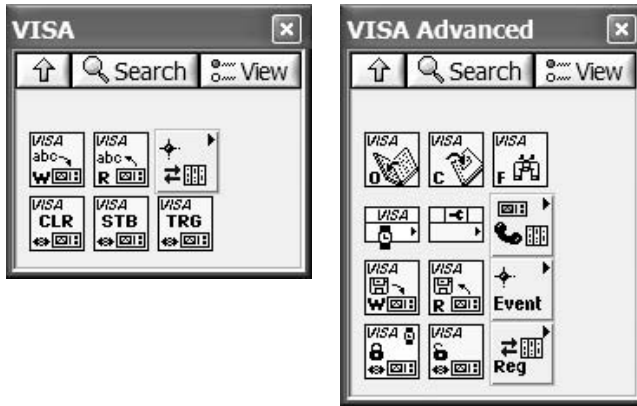 VISA
Search View
VISA VISA
abc abc
W R
VISA VISA VISA
CLR STB TRG
VISA Advanced
Search View
VISA VISA VISA
O C F
VISA
VISA VISA
W R Event
VISA VISA
Reg